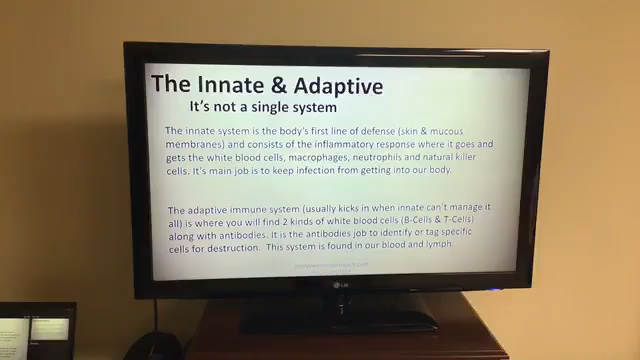 The Innate & Adaptive
It's not a single system
The innate system is the body's first line of defense (skin & mucous
membranes) and consists of the inflammatory response where it goes and
gets the white blood cells, macrophages, neutrophils and natural killer
cells. It's main job is to keep infection from getting into our body.
The adaptive immune system (usually kicks in when innate can't manage it
all) is where you will find 2 kinds of white blood cells (B-Cells & T-Cells)
along with antibodies. It is the antibodies job to identify or tag specific
cells for destruction. This system is found in our blood and lymph.
LG